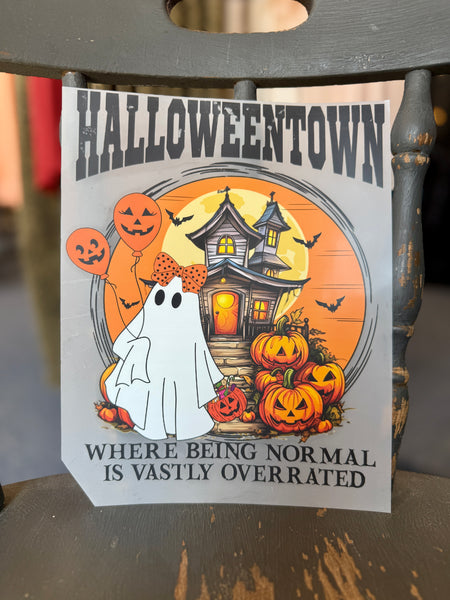 HALLOWEENTOWN
WHERE BEING NORMAL
IS VASTLY OVERRATED